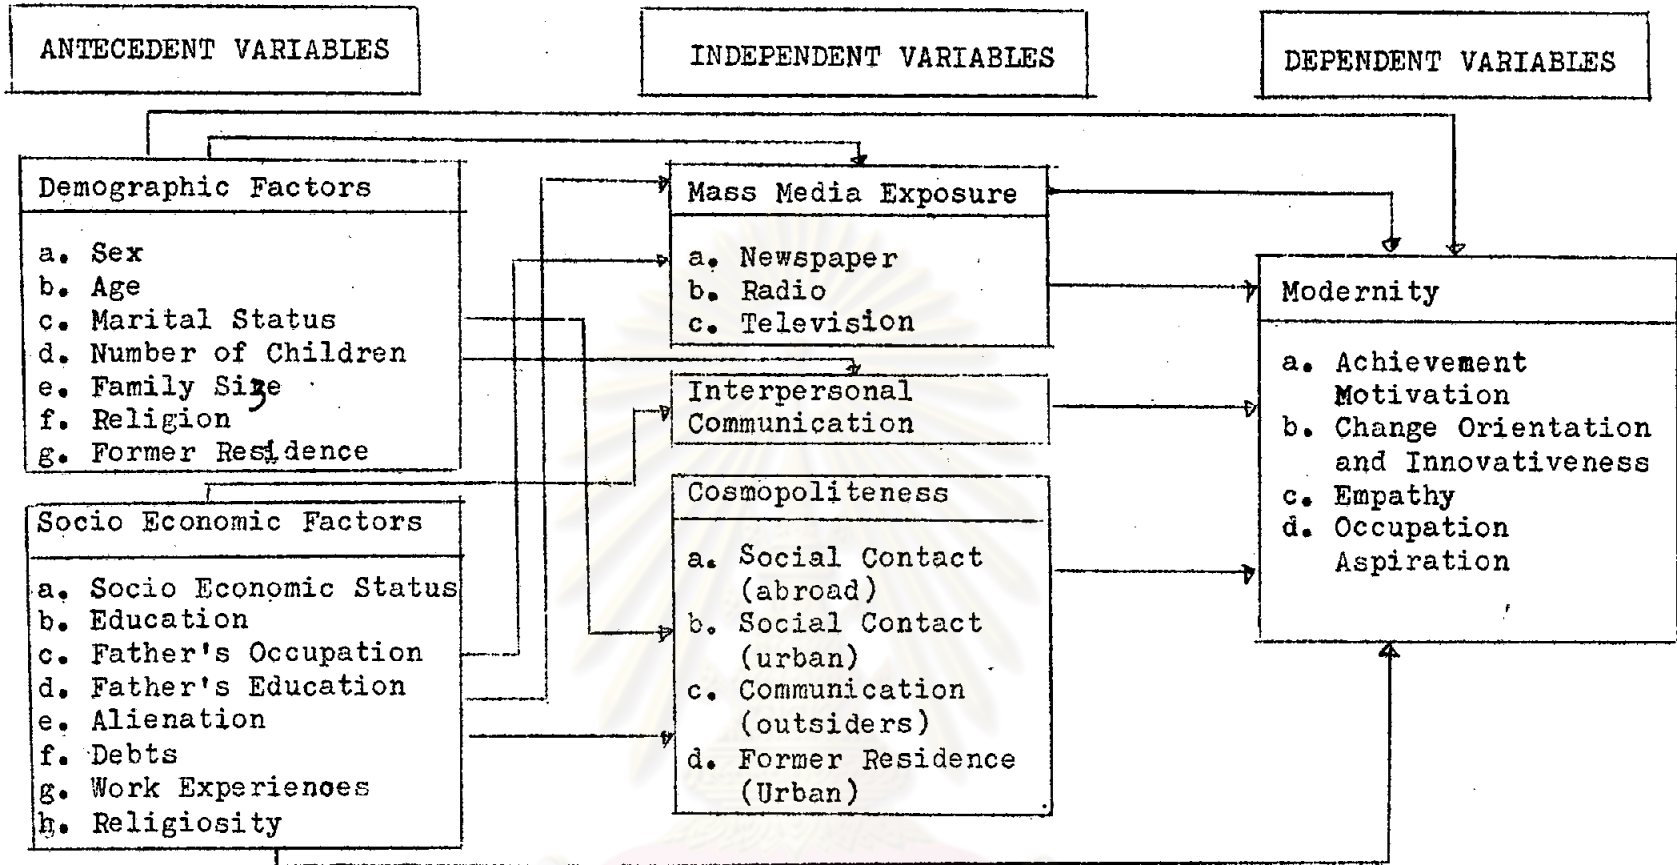 ANTECEDENT VARIABLES
INDEPENDENT VARIABLES
DEPENDENT VARIABLES
Demographic Factors
a. Sex
b. Age
c. Marital Status
d. Number of Children
e. Family Size
f. Religion
g. Former Residence
Socio Economic Factors
a. Socio Economic Status
b. Education
c. Father's Occupation
d. Father's Education
e. Alienation
f. Debts
g. Work Experiences
h. Religiosity
Mass Media Exposure
a. Newspaper
b. Radio
c. Television
Interpersonal
Communication
Cosmopoliteness
a. Social Contact
(abroad)
b. Social Contact
(urban)
c. Communication
(outsiders)
d. Former Residence
(Urban)
Modernity
a. Achievement
Motivation
b. Change Orientation
and Innovativeness
c. Empathy
d. Occupation
Aspiration